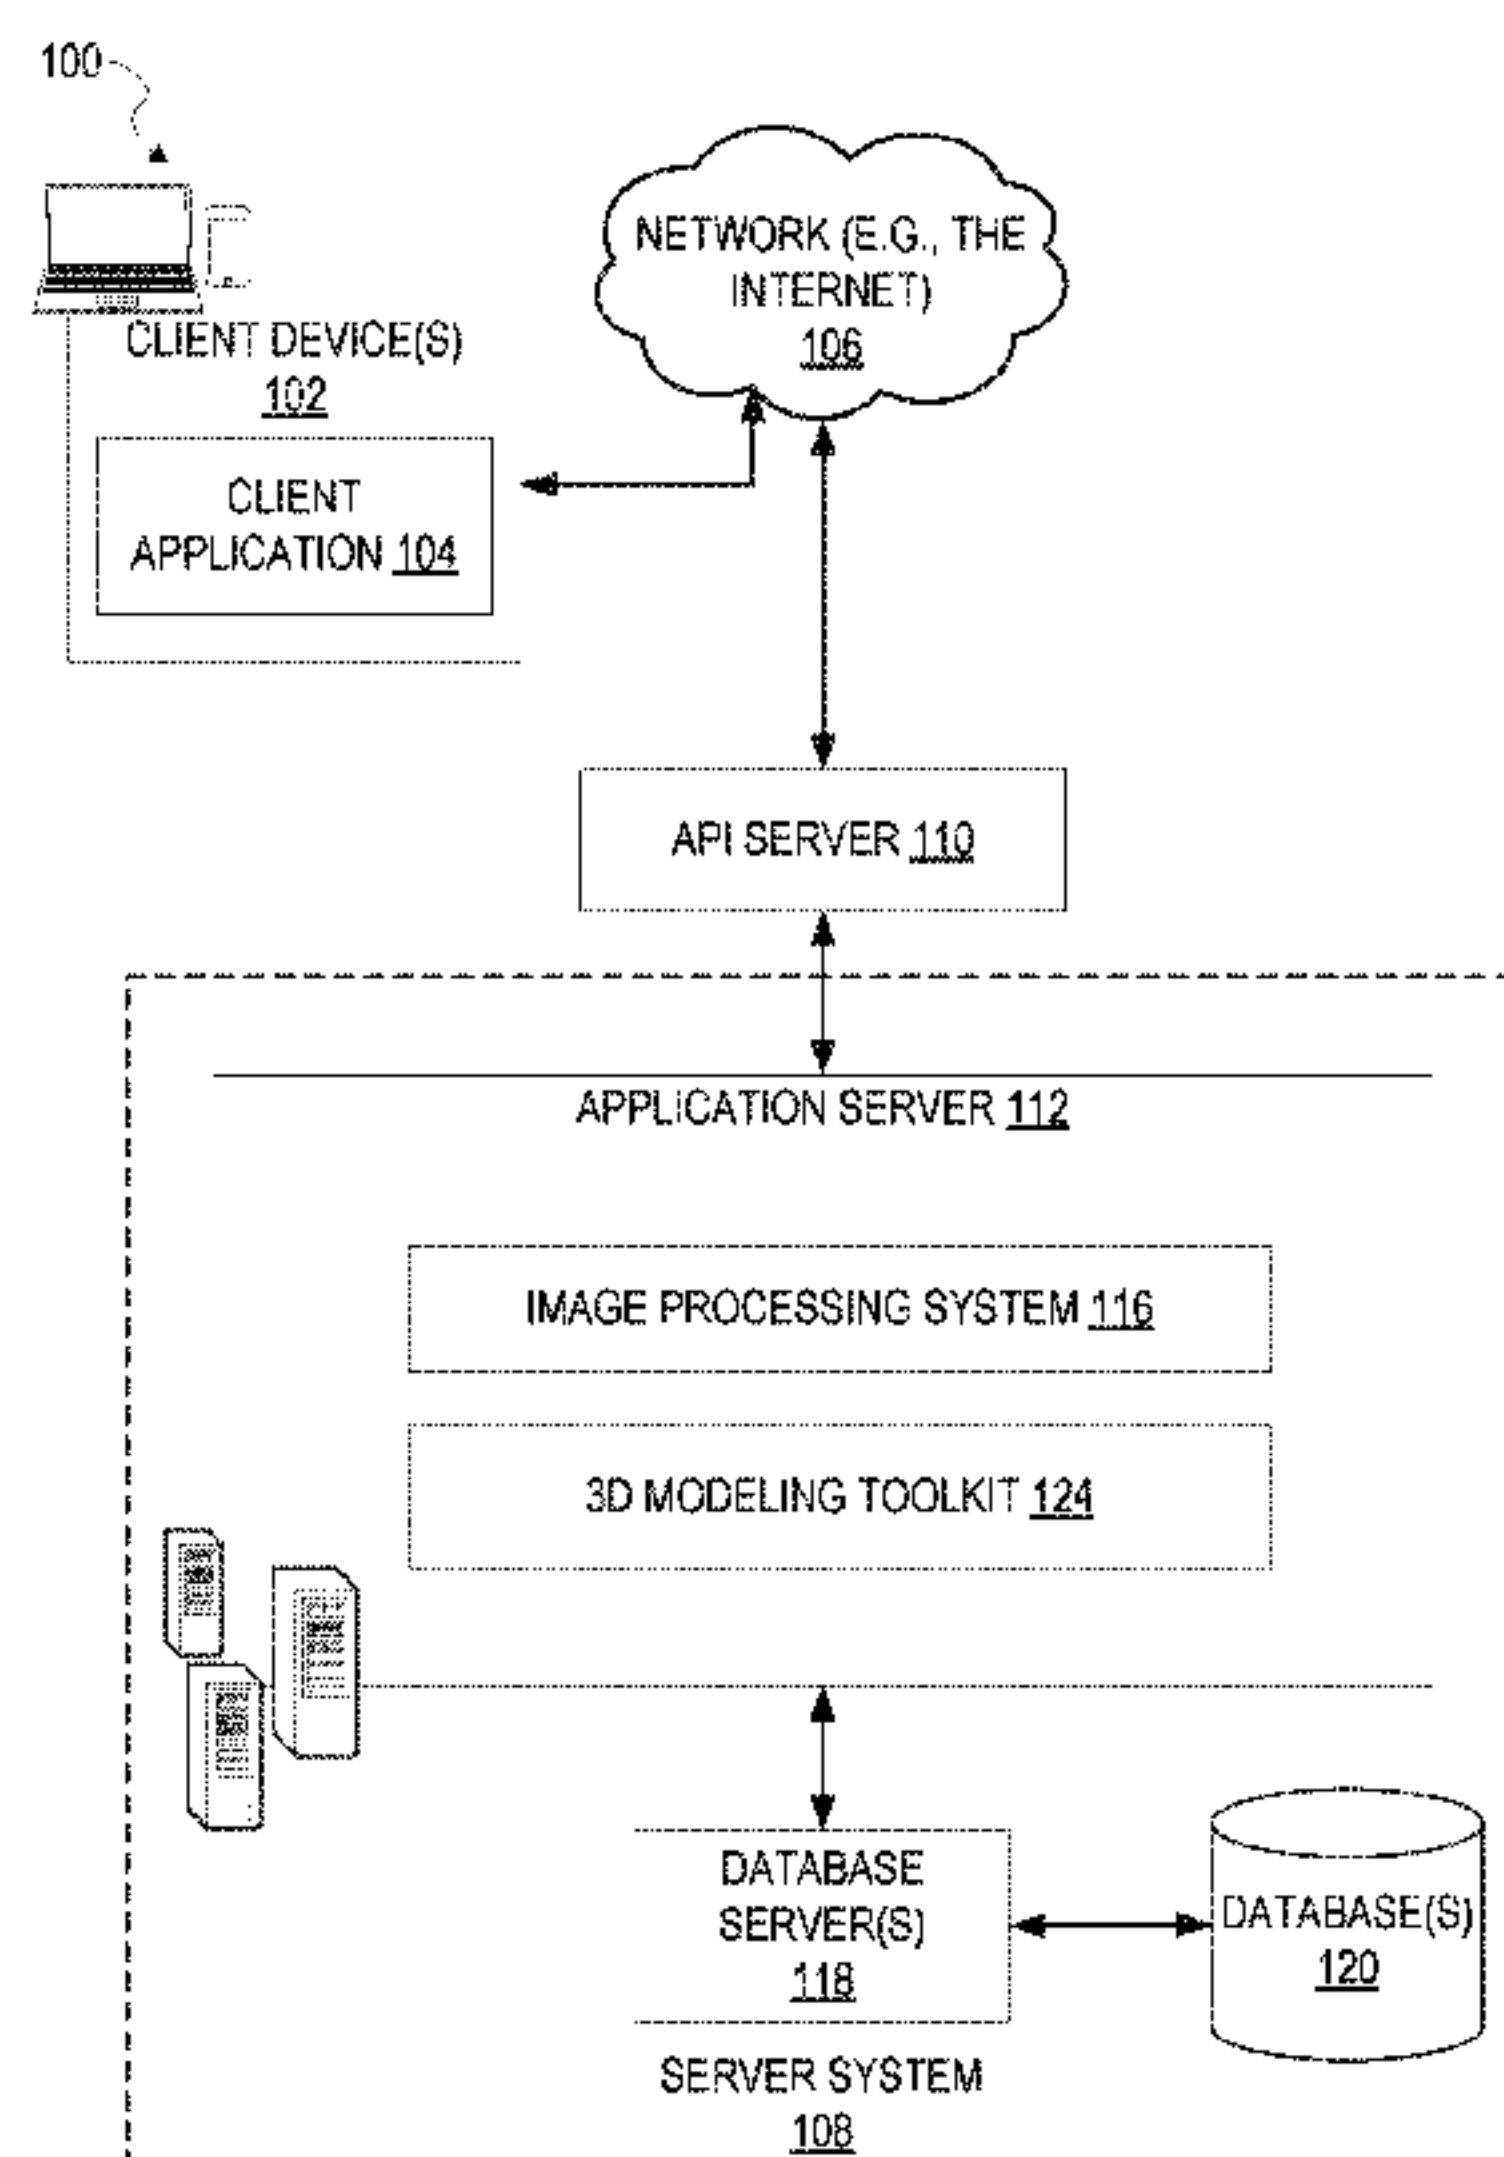 100
NETWORK (E.G., THE
INTERNET)
106
CLIENT DEVICE(S)
102
CLIENT
APPLICATION 104
API SERVER 110
APPLICATION SERVER 112
IMAGE PROCESSING SYSTEM 116
3D MODELING TOOLKIT 124
DATABASE
SERVER(S)
118
DATABASE(S)
120
SERVER SYSTEM
108